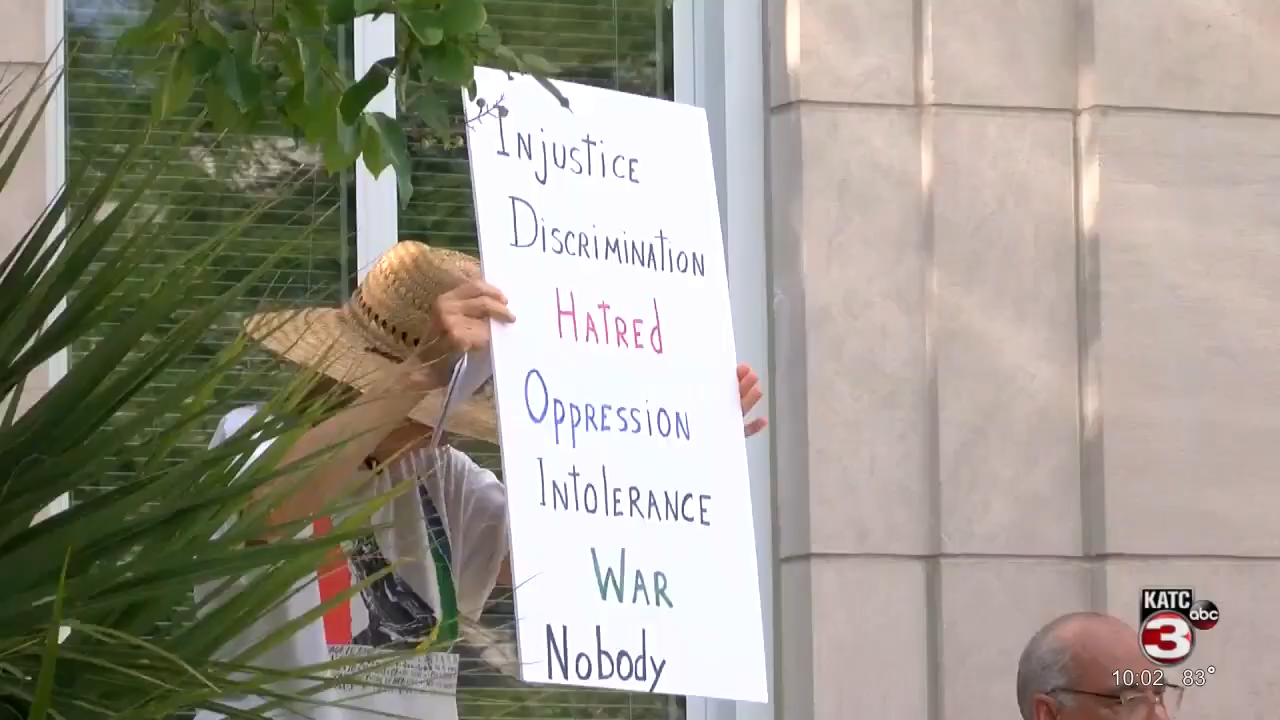 Injustice
Discrimination
Hatred
Oppression
Intolerance
War
Nobody
KATC
abc
3
10:02 83°